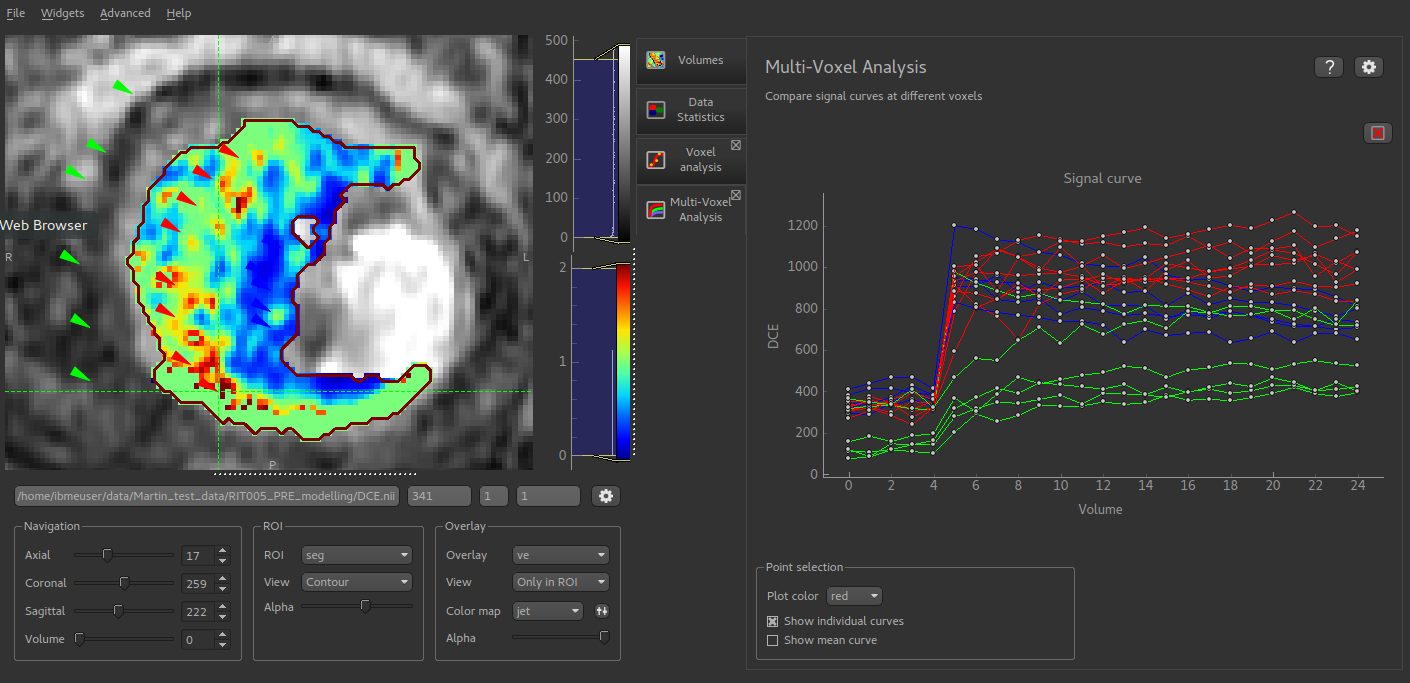 File Widgets Advanced Help
Web Browser
R
L
P
500
400
300
200
100
0
2
1
0
Volumes
Data
Statistics
Voxel
analysis
Multi-Voxel
Analysis
Multi-Voxel Analysis
?
Compare signal curves at different voxels
Signal curve
DCE
1200
1000
800
600
400
200
0
0 2 4 6 8 10 12 14 16 18 20 22 24
Volume
/home/ibmeuser/data/Martin_test_data/RIT005_PRE_modelling/DCE.nii 341 1 1
Navigation
Axial 17
Coronal 259
Sagittal 222
Volume 0
ROI
ROI seg
View Contour
Alpha
Overlay
Overlay ve
View Only in ROI
Color map jet
Alpha
Point selection
Plot color red
Show individual curves
Show mean curve